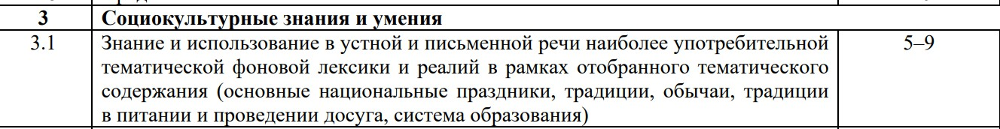 3 Социокультурные знания и умения
3.1 Знание и использование в устной и письменной речи наиболее употребительной 5–9
тематической фоновой лексики и реалий в рамках отобранного тематического
содержания (основные национальные праздники, традиции, обычаи, традиции
в питании и проведении досуга, система образования)